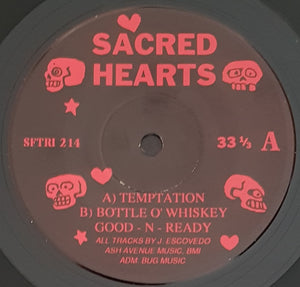 SACRED
HEARTS
SFTRI 214
33 ⅓ A
A) TEMPTATION
B) BOTTLE O' WHISKEY
GOOD - N - READY
ALL TRACKS BY J. ESCOVEDO
ASH AVENUE MUSIC, BMI
ADM. BUG MUSIC